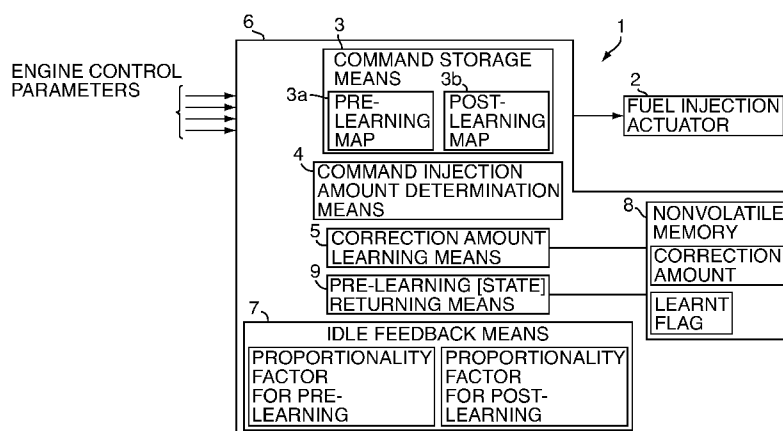 6
3
1
ENGINE CONTROL
PARAMETERS
COMMAND STORAGE
MEANS
3a
3b
PRE-
LEARNING
MAP
POST-
LEARNING
MAP
2
FUEL INJECTION
ACTUATOR
4
COMMAND INJECTION
AMOUNT DETERMINATION
MEANS
5
CORRECTION AMOUNT
LEARNING MEANS
9
PRE-LEARNING [STATE]
RETURNING MEANS
8
NONVOLATILE
MEMORY
CORRECTION
AMOUNT
LEARNT
FLAG
7
IDLE FEEDBACK MEANS
PROPORTIONALITY
FACTOR
FOR PRE-
LEARNING
PROPORTIONALITY
FACTOR
FOR POST-
LEARNING